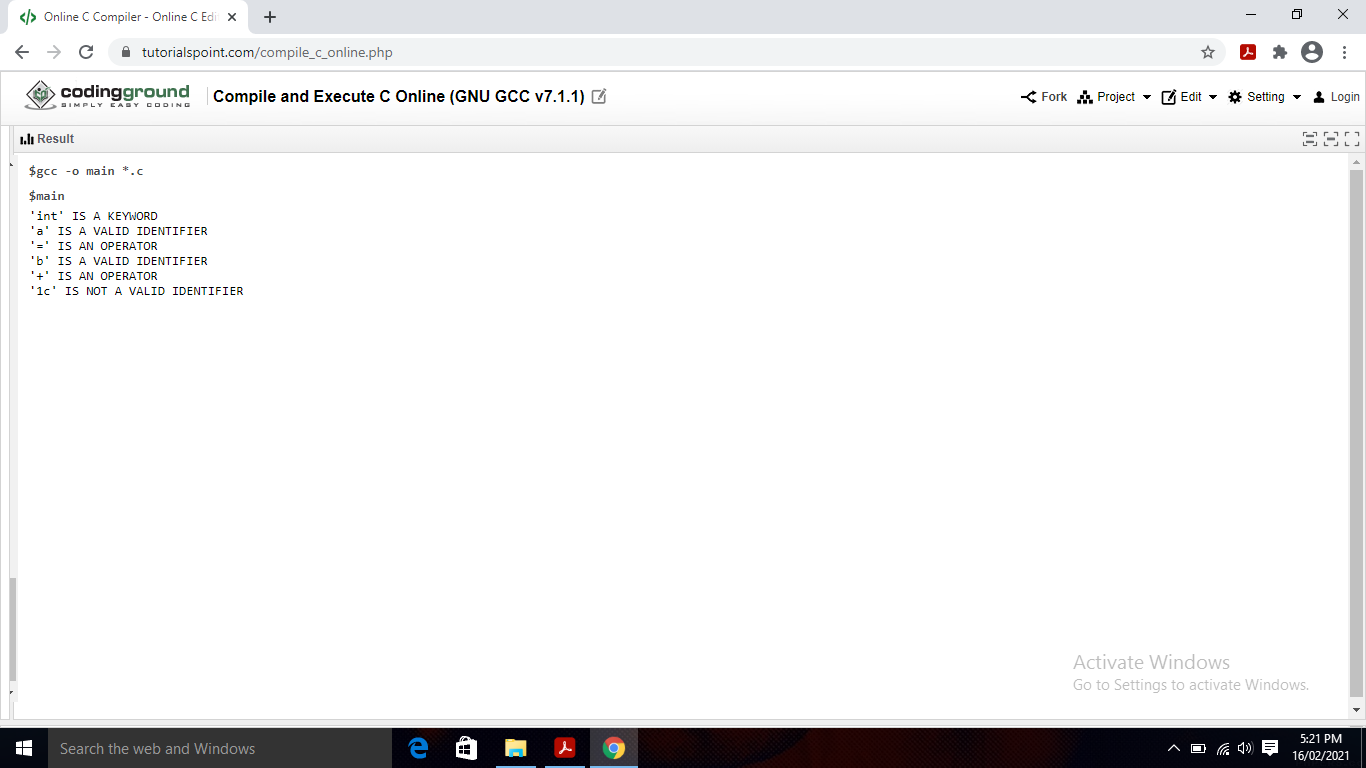 Online C Compiler - Online C Edi
tutorialspoint.com/compile_c_online.php
codingground
SIMPLY EASY CODING
Compile and Execute C Online (GNU GCC v7.1.1)
Fork Project Edit Setting Login
Result
$gcc -o main *.c
$main
'int' IS A KEYWORD
'a' IS A VALID IDENTIFIER
'=' IS AN OPERATOR
'b' IS A VALID IDENTIFIER
'+' IS AN OPERATOR
'1c' IS NOT A VALID IDENTIFIER
Activate Windows
Go to Settings to activate Windows.
Search the web and Windows
5:21 PM
16/02/2021